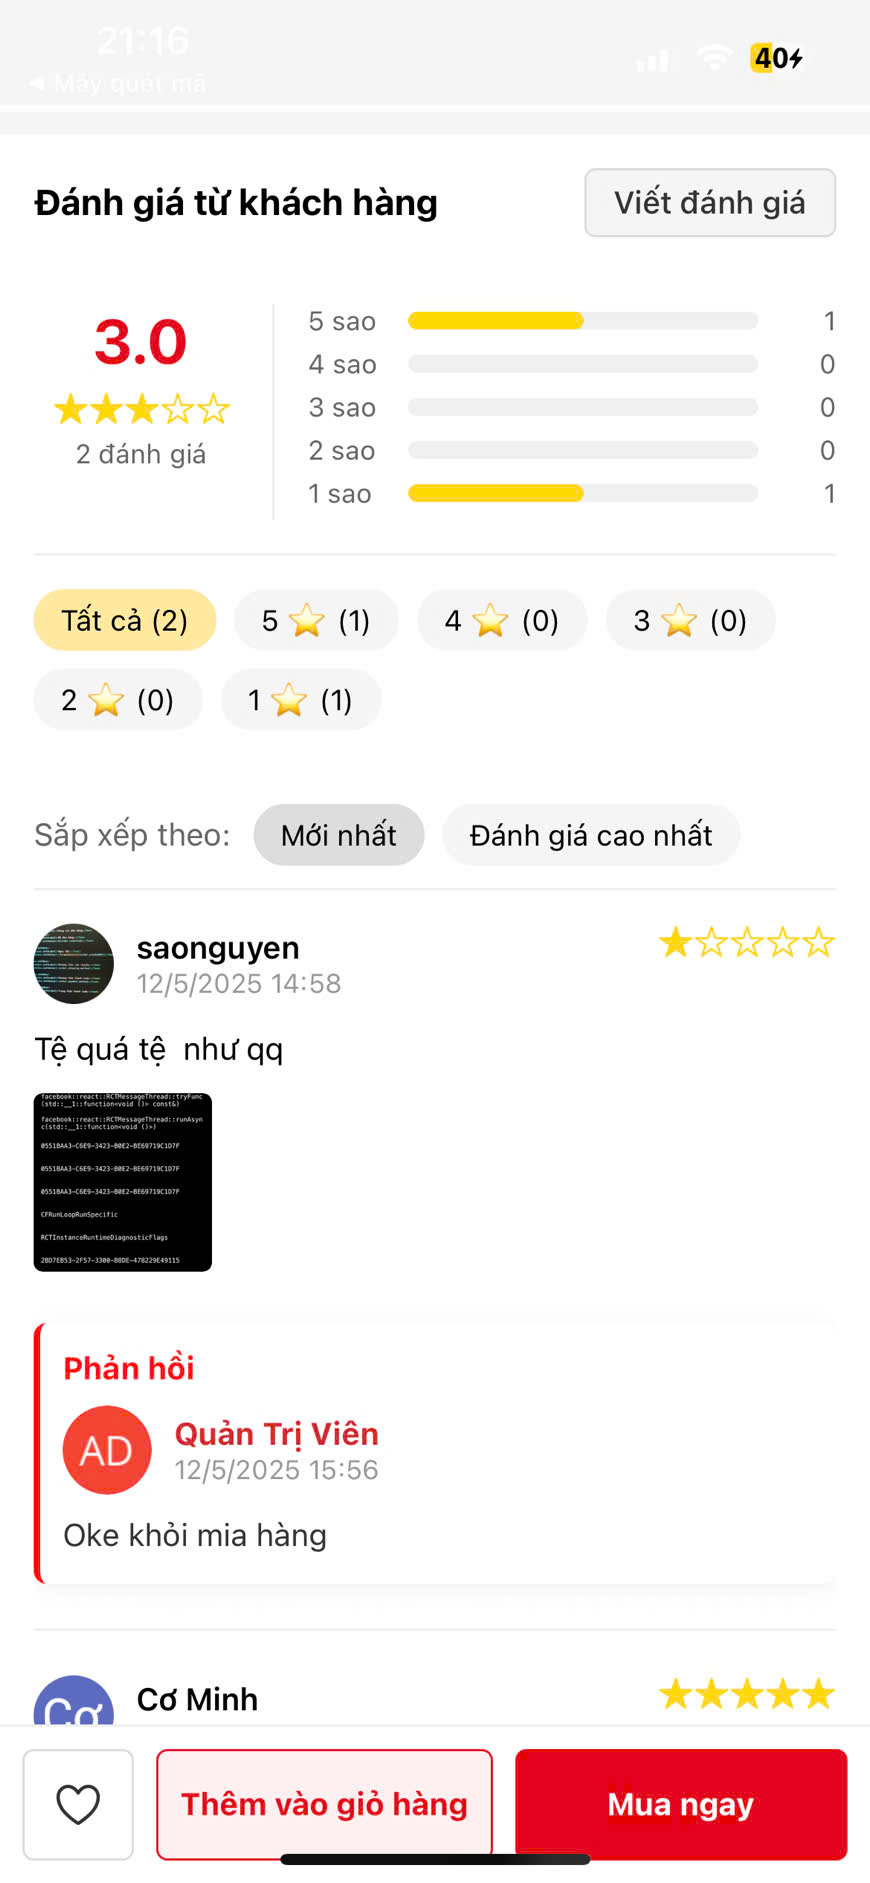 21:16
40
◀ Máy quét mã
Đánh giá từ khách hàng
Viết đánh giá
3.0
2 đánh giá
5 sao 1
4 sao 0
3 sao 0
2 sao 0
1 sao 1
Tất cả (2)
5 ⭐ (1)
4 ⭐ (0)
3 ⭐ (0)
2 ⭐ (0)
1 ⭐ (1)
Sắp xếp theo:
Mới nhất
Đánh giá cao nhất
saonguyen
12/5/2025 14:58
Tệ quá tệ  như qq
facebook::react::RCTMessageThread::tryFunc
(std::__1::function<void ()> const&)
facebook::react::RCTMessageThread::runAsyn
c(std::__1::function<void ()>)
0551BAA3-C6E9-3423-B0E2-BE69719C1D7F
0551BAA3-C6E9-3423-B0E2-BE69719C1D7F
0551BAA3-C6E9-3423-B0E2-BE69719C1D7F
CFRunLoopRunSpecific
RCTInstanceRuntimeDiagnosticFlags
28D7EB53-2F57-3300-B8DE-478229E49115
Phản hồi
AD
Quản Trị Viên
12/5/2025 15:56
Oke khỏi mia hàng
Cơ
Cơ Minh
Thêm vào giỏ hàng
Mua ngay